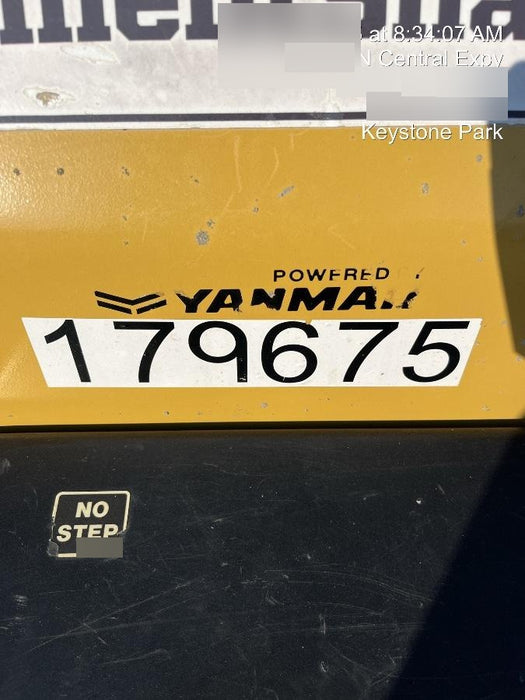 at 8:34:07 AM
N Central Expy
Keystone Park
POWERED
YANMAR
179675
NO
STEP